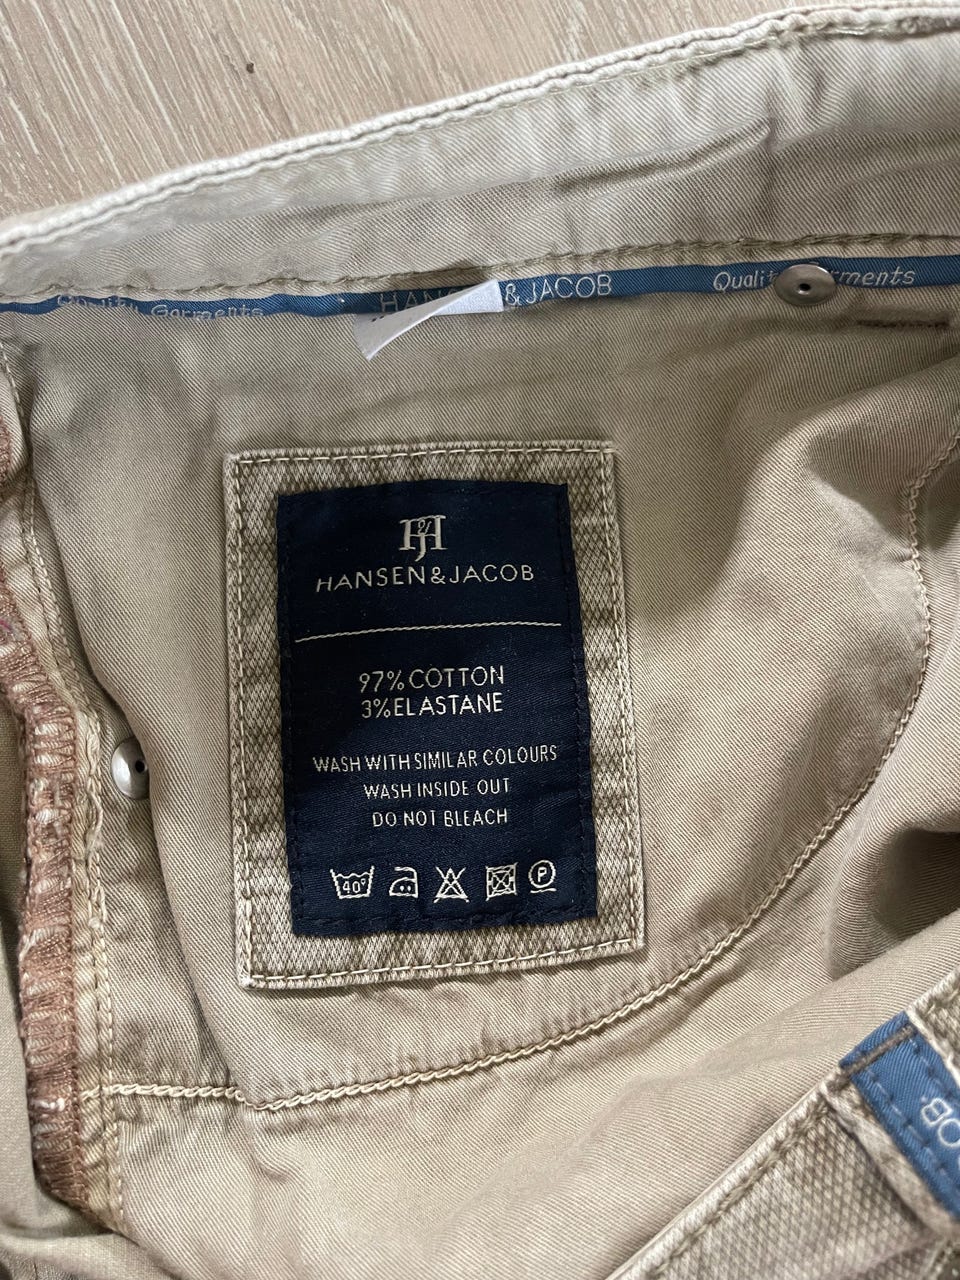 Quality Garments
& JACOB
H&J
HANSEN&JACOB
97% COTTON
3% ELASTANE
WASH WITH SIMILAR COLOURS
WASH INSIDE OUT
DO NOT BLEACH
40°
P
OB